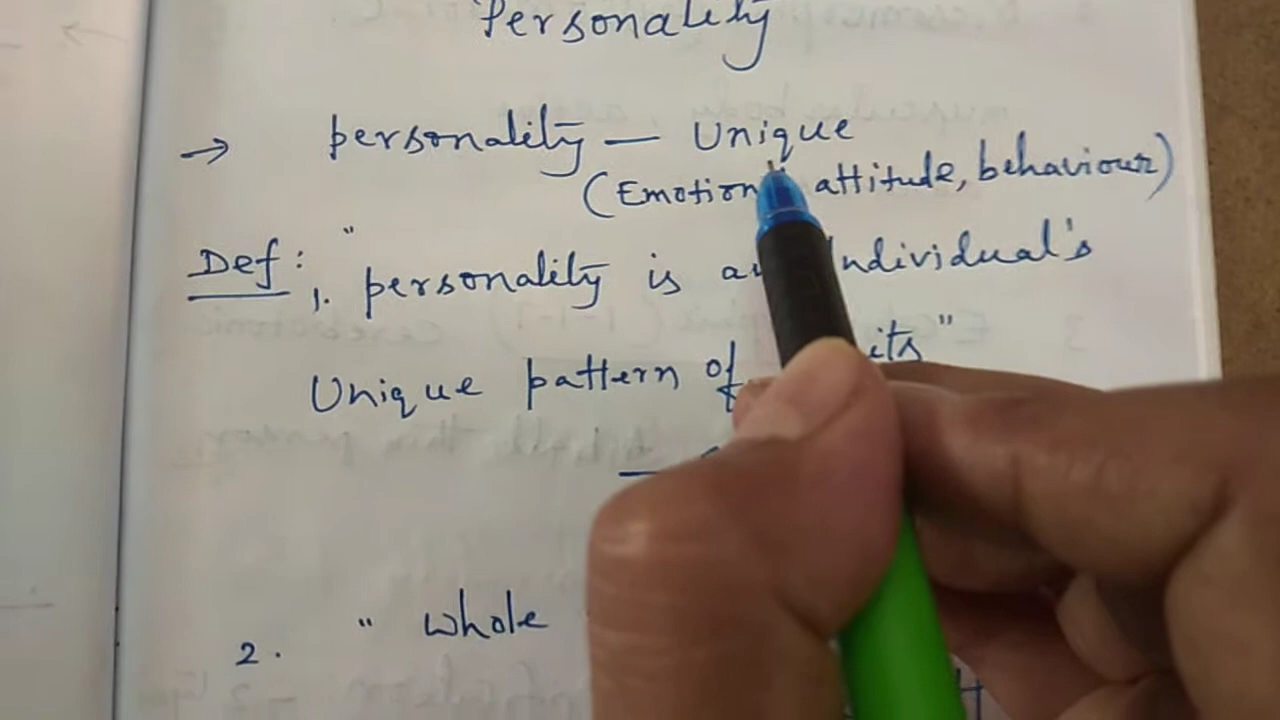 Personality
→ personality — Unique
(Emotion attitude, behaviour)
Def: 1. "personality is an Individual's
Unique pattern of
2. " whole